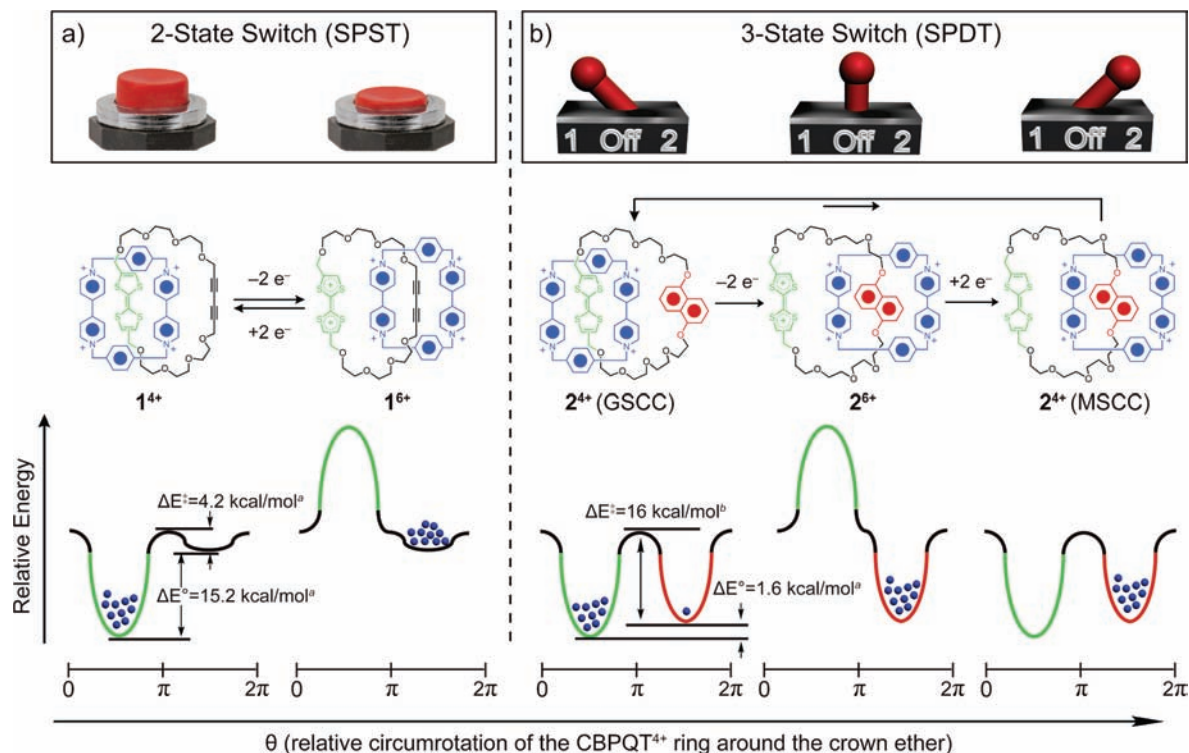 a) 2-State Switch (SPST)
b) 3-State Switch (SPDT)
1 Off 2
1 Off 2
1 Off 2
–2 e⁻
+2 e⁻
–2 e⁻
+2 e⁻
1⁴⁺
1⁶⁺
2⁴⁺ (GSCC)
2⁶⁺
2⁴⁺ (MSCC)
Relative Energy
ΔE‡=4.2 kcal/molᵃ
ΔE°=15.2 kcal/molᵃ
ΔE‡=16 kcal/molᵇ
ΔE°=1.6 kcal/molᵃ
0 π 2π
0 π 2π
0 π 2π
0 π 2π
0 π 2π
θ (relative circumrotation of the CBPQT⁴⁺ ring around the crown ether)